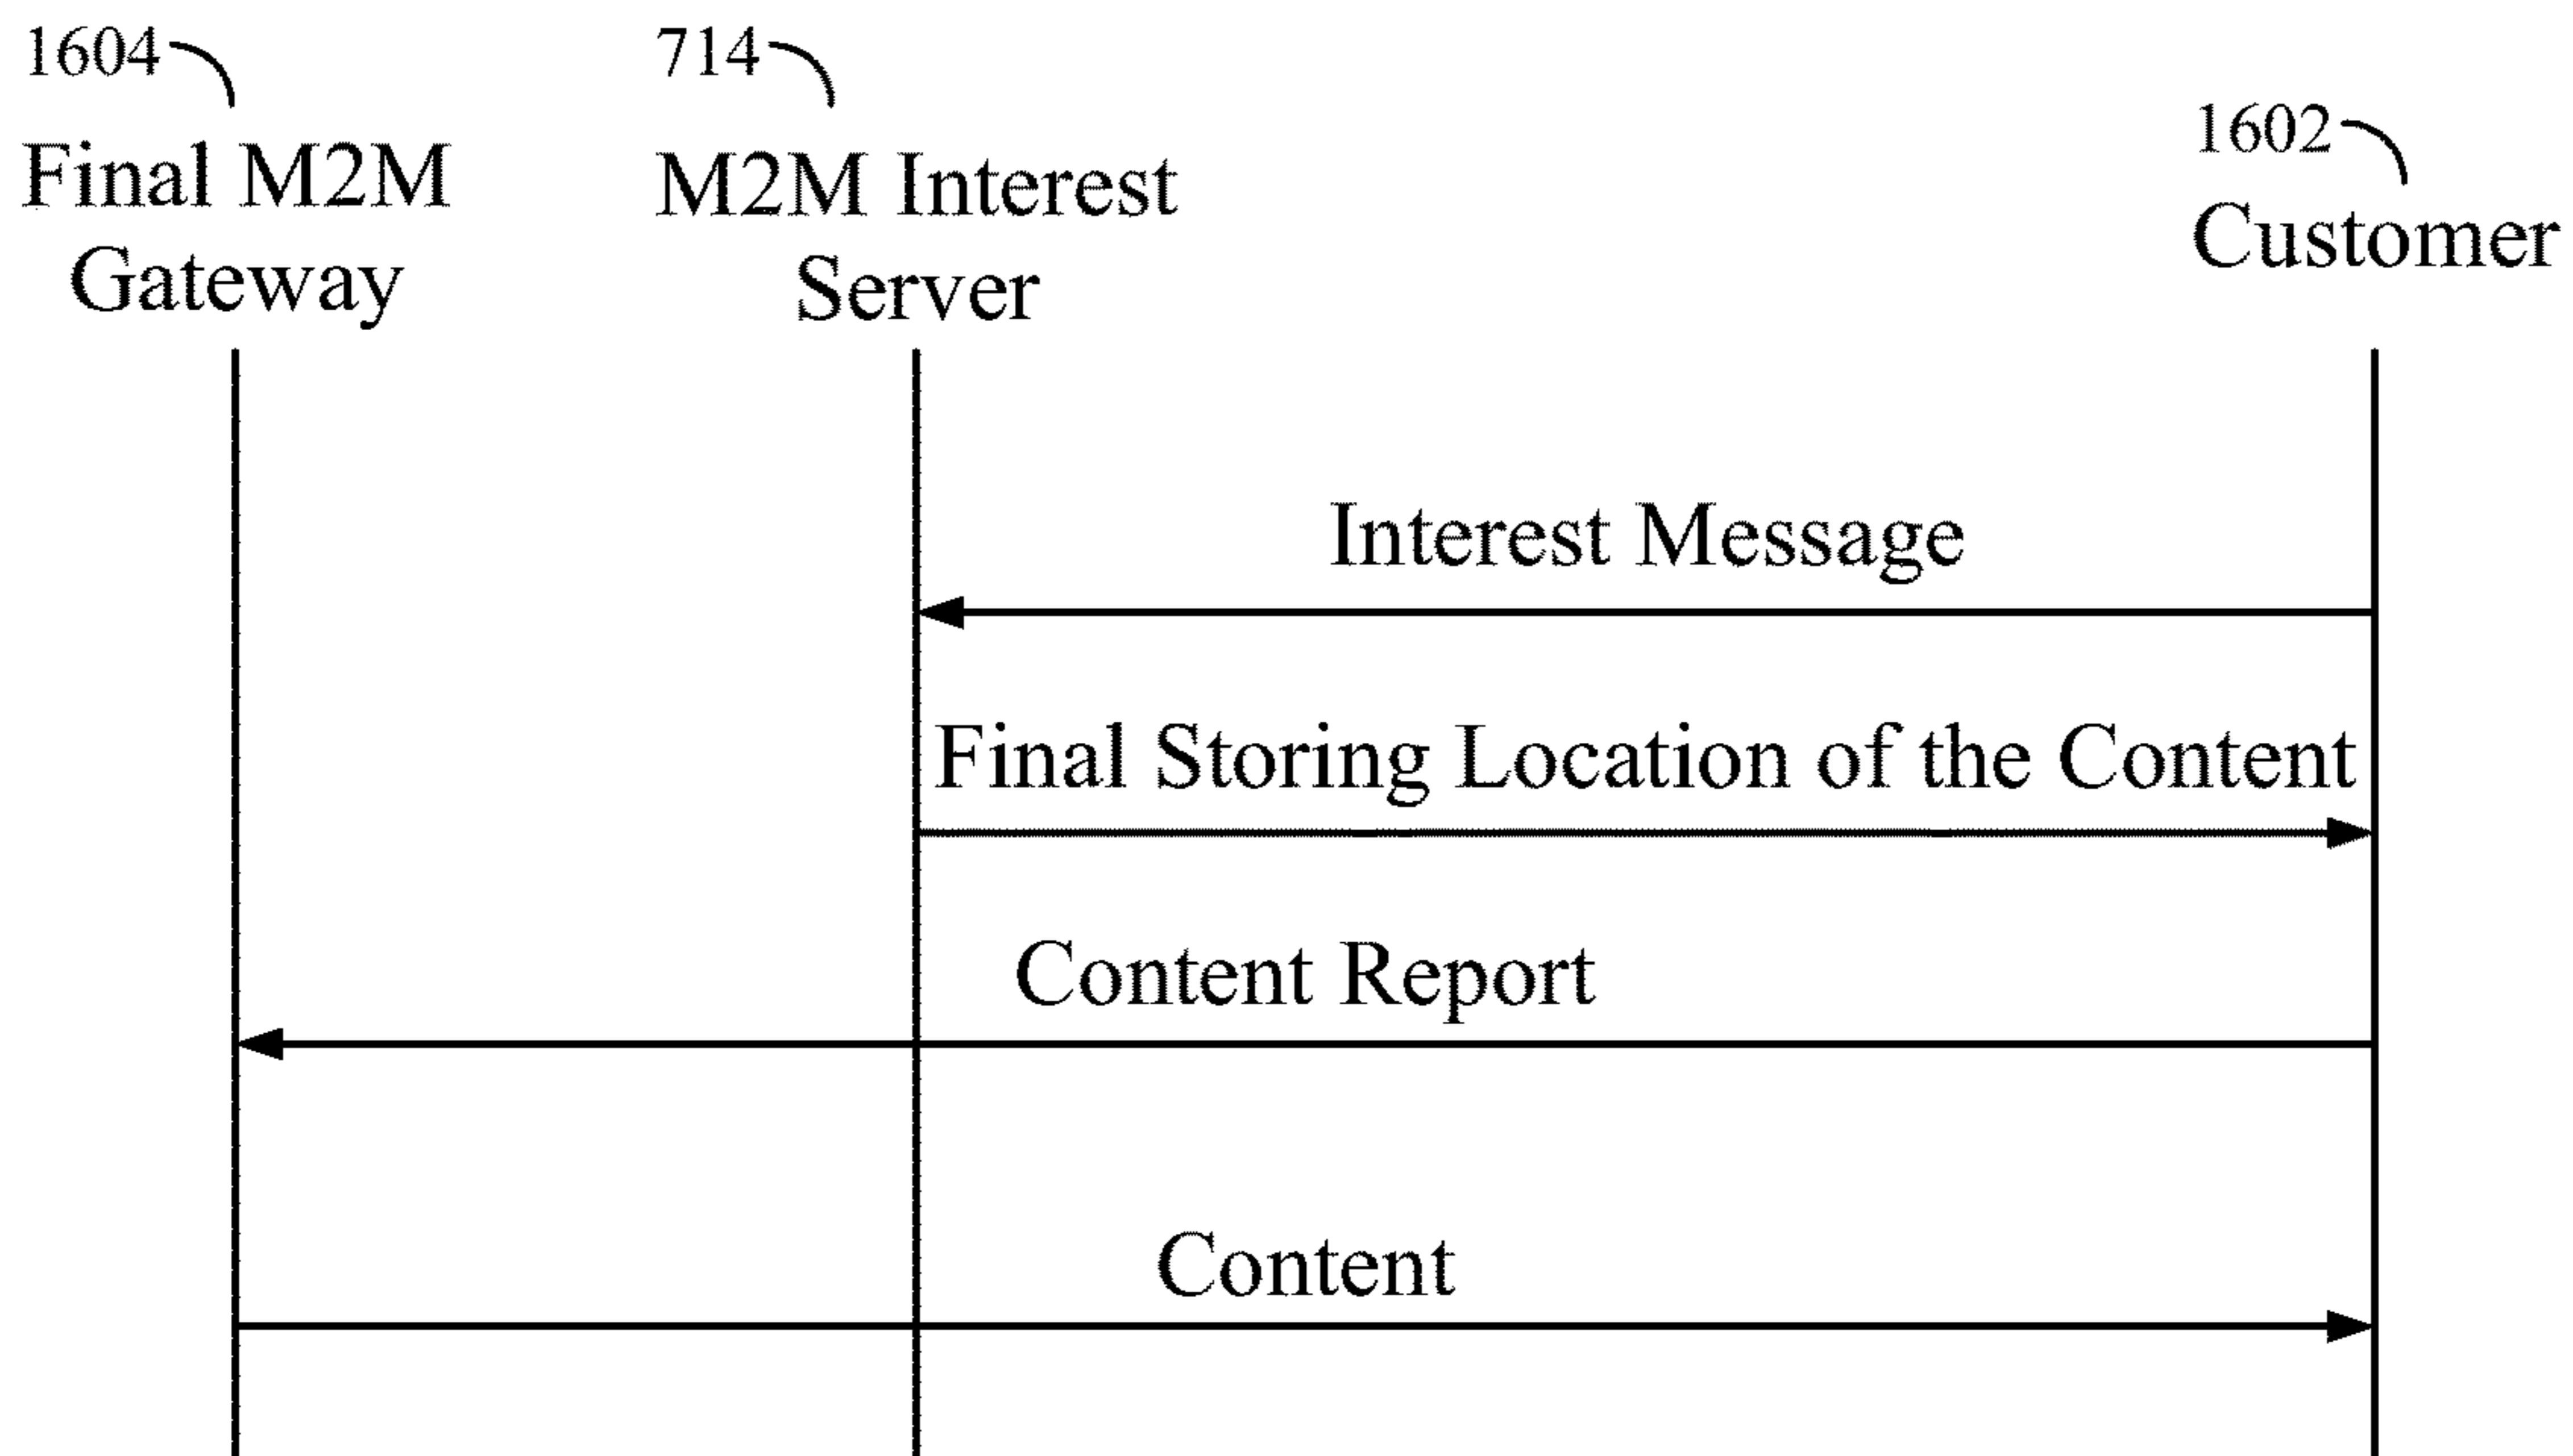 1604
Final M2M
Gateway
714
M2M Interest
Server
1602
Customer
Interest Message
Final Storing Location of the Content
Content Report
Content